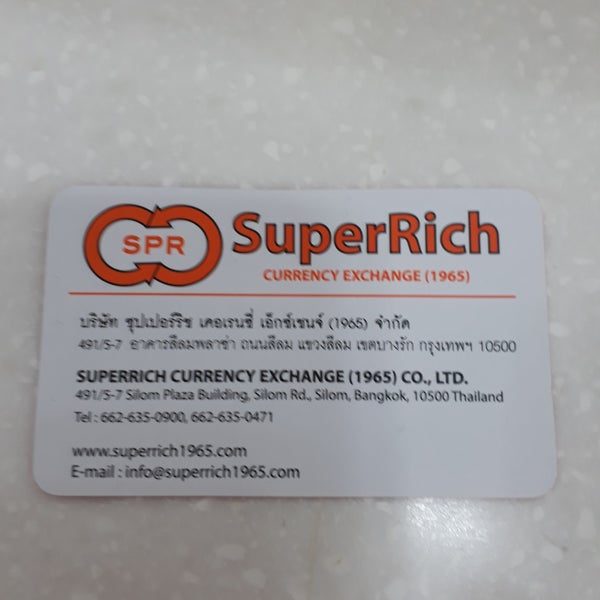 SPR
SuperRich
CURRENCY EXCHANGE (1965)
บริษัท ซุปเปอร์ริช เคอเรนซี่ เอ็กซ์เชนจ์ (1965) จำกัด
491/5-7 อาคารสีลมพลาซ่า ถนนสีลม แขวงสีลม เขตบางรัก กรุงเทพฯ 10500
SUPERRICH CURRENCY EXCHANGE (1965) CO., LTD.
491/5-7 Silom Plaza Building, Silom Rd., Silom, Bangkok, 10500 Thailand
Tel : 662-635-0900, 662-635-0471
www.superrich1965.com
E-mail : info@superrich1965.com